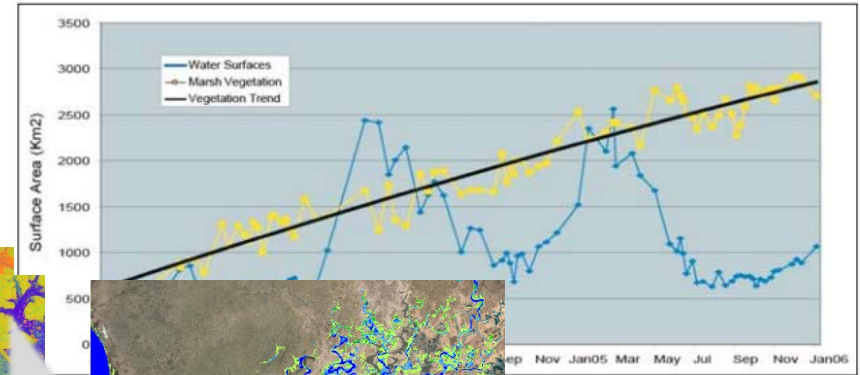 3500
3000
2500
2000
1500
1000
500
0
Surface Area (Km2)
Water Surfaces
Marsh Vegetation
Vegetation Trend
Nov Jan05 Mar May Jul Sep Nov Jan06